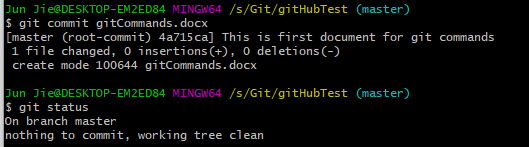 Jun Jie@DESKTOP-EM2ED84 MINGW64 /s/Git/gitHubTest (master)
$ git commit gitCommands.docx
[master (root-commit) 4a715ca] This is first document for git commands
 1 file changed, 0 insertions(+), 0 deletions(-)
 create mode 100644 gitCommands.docx
Jun Jie@DESKTOP-EM2ED84 MINGW64 /s/Git/gitHubTest (master)
$ git status
On branch master
nothing to commit, working tree clean